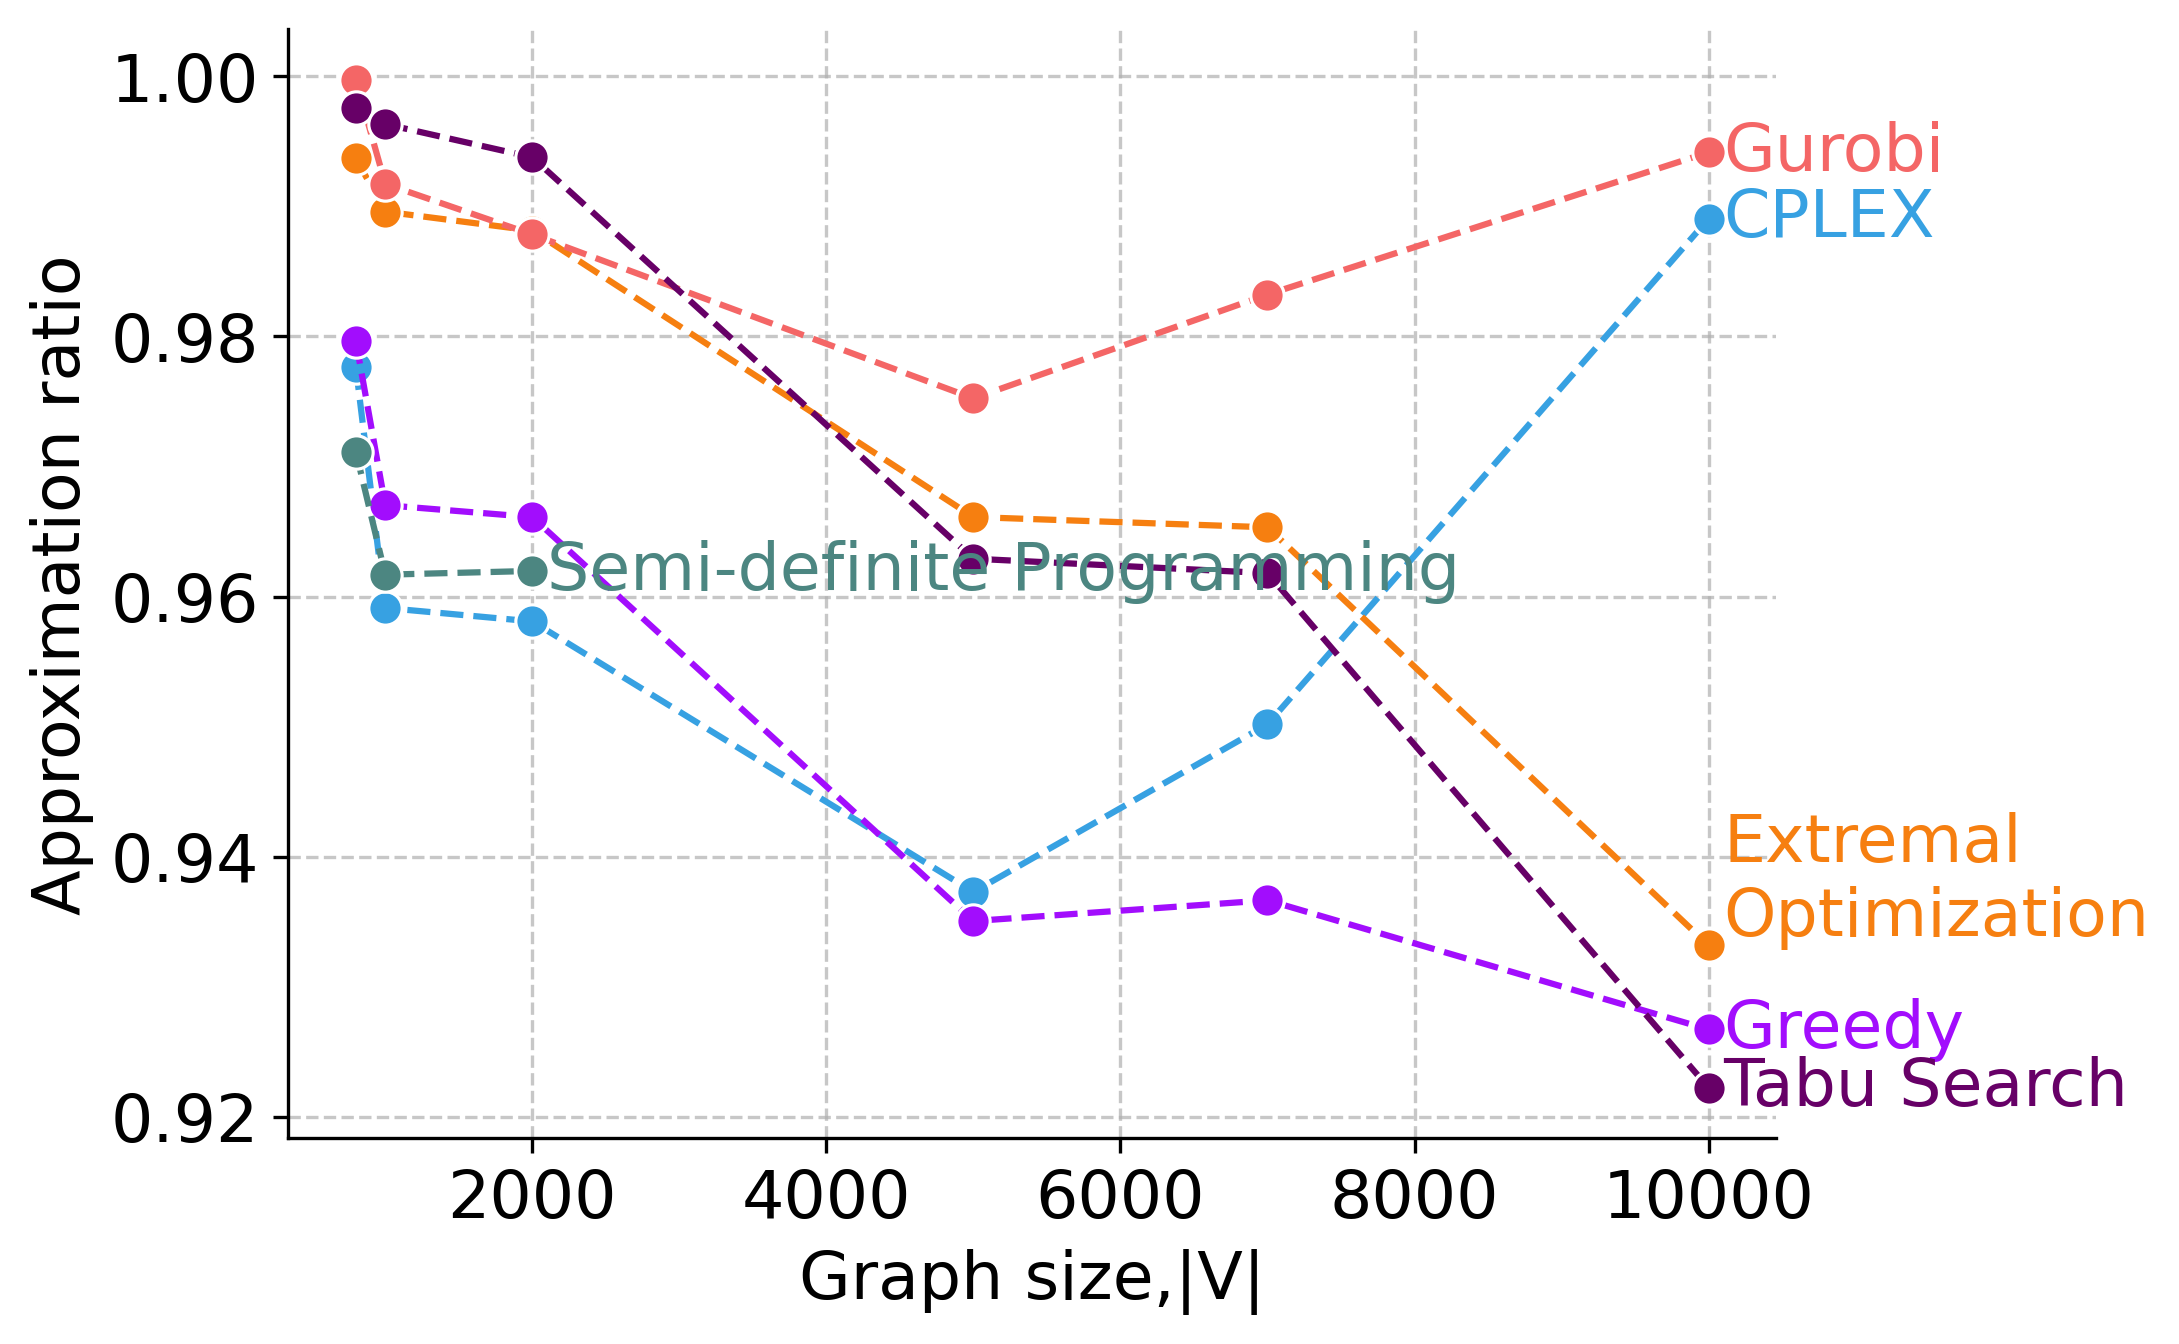 1.00
0.98
0.96
0.94
0.92
Approximation ratio
Gurobi
CPLEX
Semi-definite Programming
Extremal
Optimization
Greedy
Tabu Search
2000 4000 6000 8000 10000
Graph size,|V|